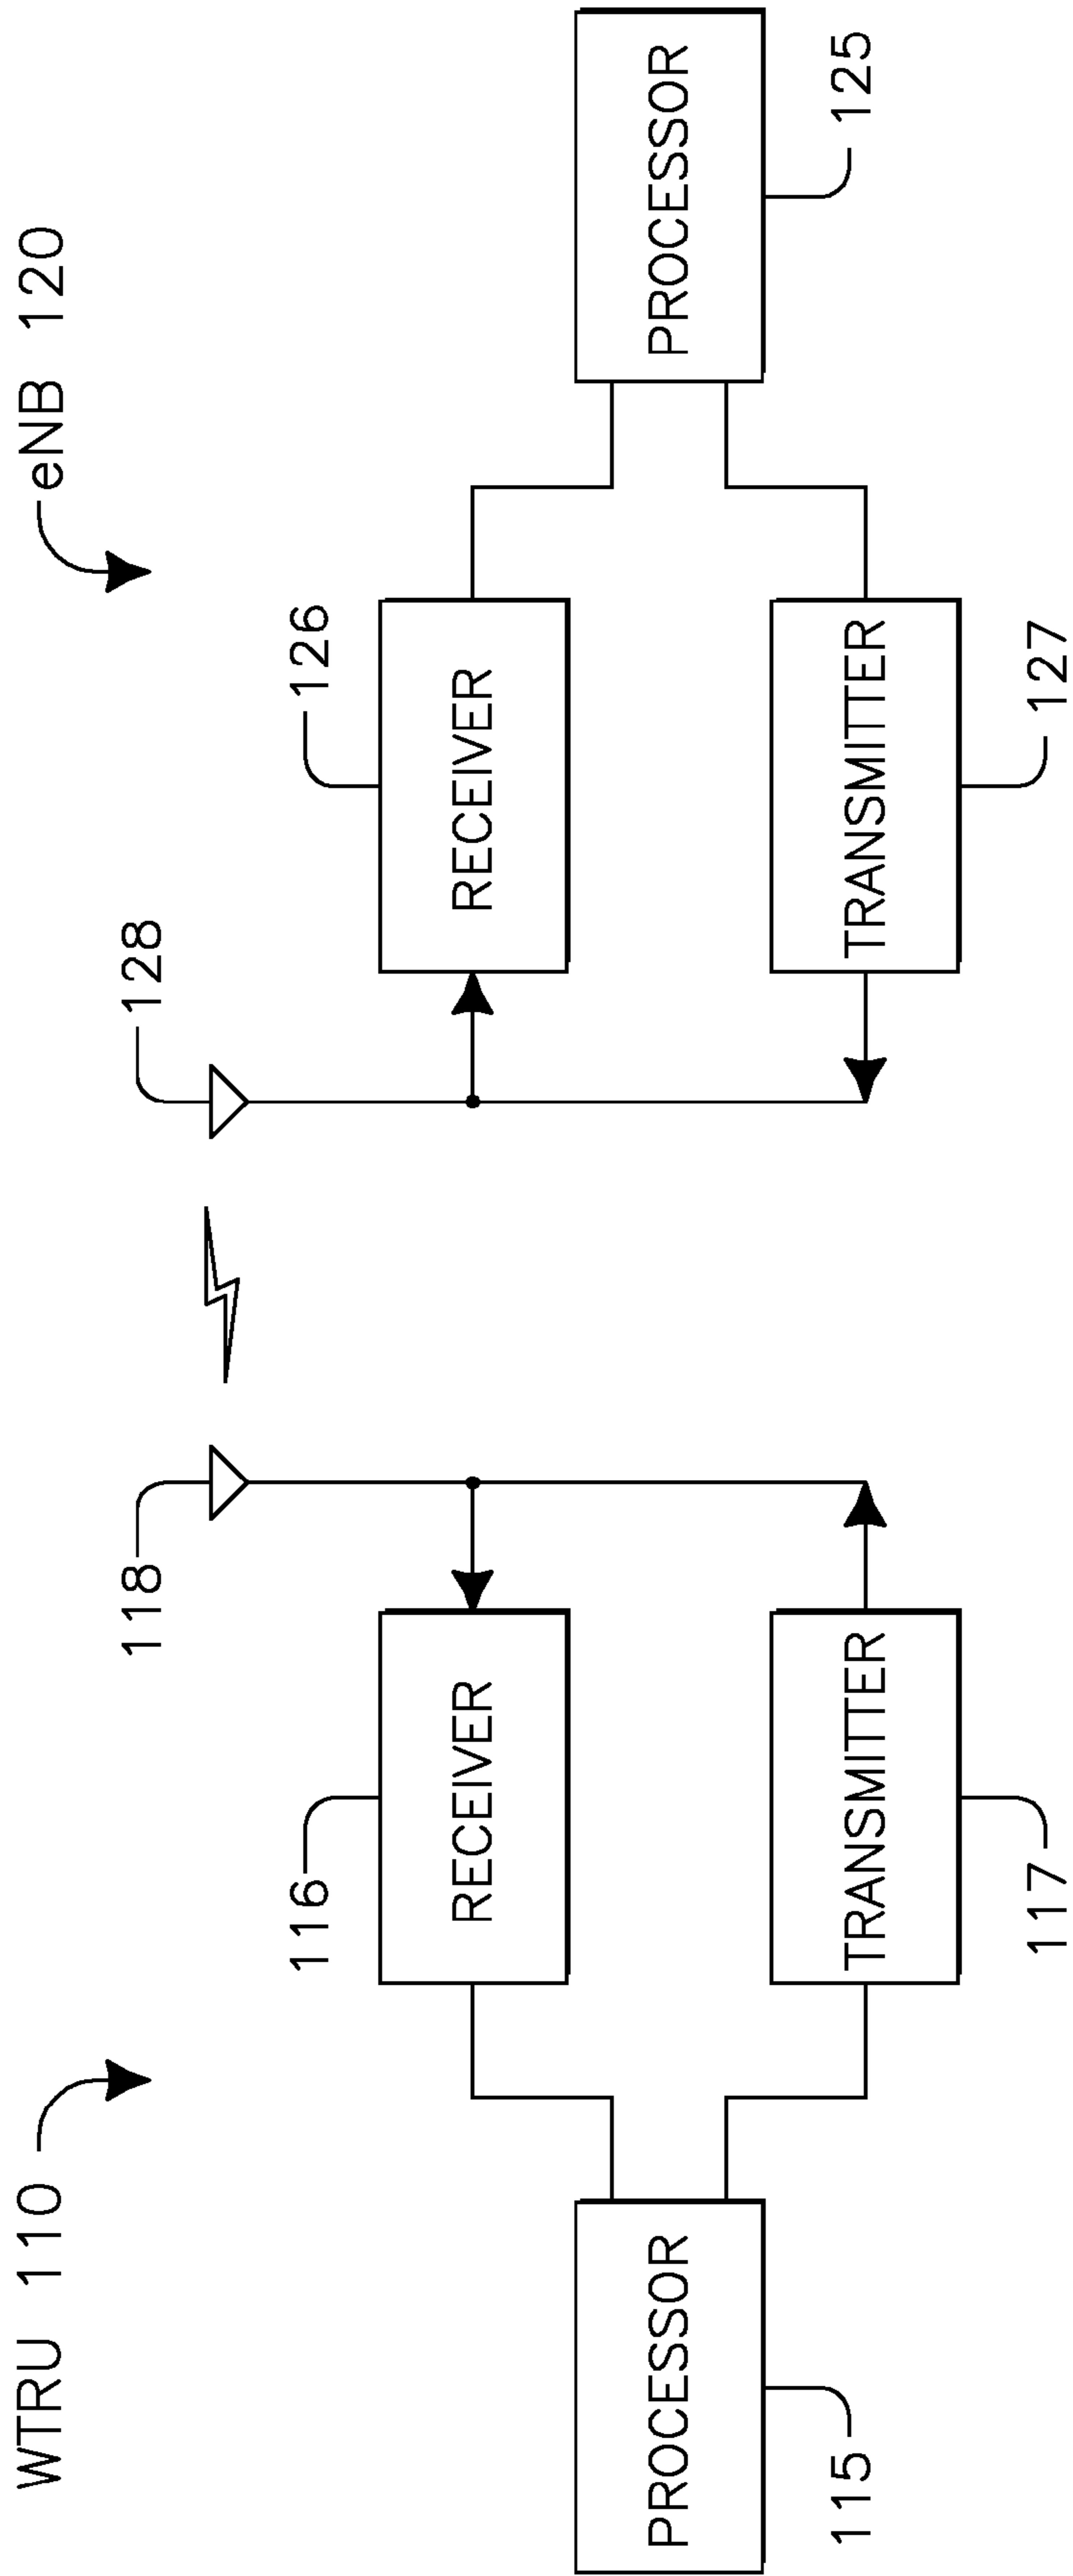 WTRU 110
eNB 120
118
128
116
126
RECEIVER
RECEIVER
PROCESSOR
PROCESSOR
115
125
TRANSMITTER
TRANSMITTER
117
127